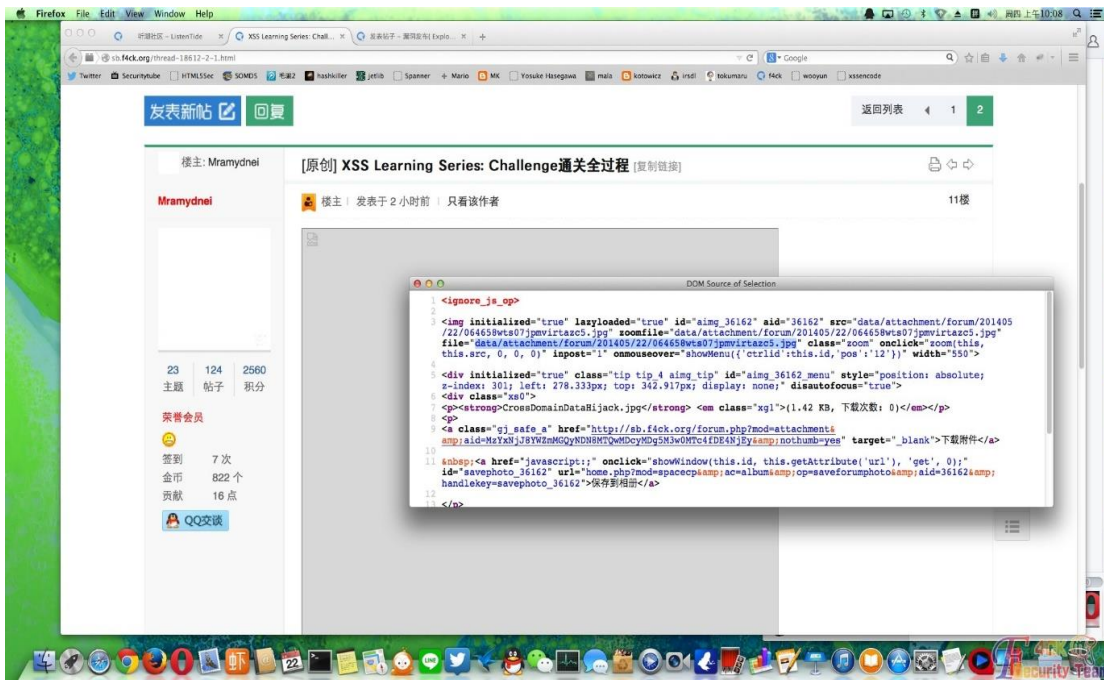 Firefox File Edit View Window Help
周四 上午10:08
听潮社区 - ListenTide
XSS Learning Series: Chall...
发表帖子 - 漏洞发布( Explo...
sb.f4ck.org/thread-18612-2-1.html
Google
Twitter Securitytube HTML5Sec SOMDS 毛剧2 hashkiller jetlib Spanner Mario MK Yosuke Hasegawa mala kotowicz irsdl tokumaru f4ck wooyun xssencode
发表新帖 回复
返回列表 1 2
楼主: Mramydnei
[原创] XSS Learning Series: Challenge通关全过程 [复制链接]
Mramydnei
楼主 | 发表于 2 小时前 | 只看该作者
11楼
DOM Source of Selection
1 <ignore_js_op>
2
3 <img initialized="true" lazyloaded="true" id="aimg_36162" aid="36162" src="data/attachment/forum/201405
/22/064658wts07jpmvirtazc5.jpg" zoomfile="data/attachment/forum/201405/22/064658wts07jpmvirtazc5.jpg"
file="data/attachment/forum/201405/22/064658wts07jpmvirtazc5.jpg" class="zoom" onclick="zoom(this,
this.src, 0, 0, 0)" inpost="1" onmouseover="showMenu({'ctrlid':this.id,'pos':'12'})" width="550">
4
5 <div initialized="true" class="tip tip_4 aimg_tip" id="aimg_36162_menu" style="position: absolute;
z-index: 301; left: 278.333px; top: 342.917px; display: none;" disautofocus="true">
6 <div class="xs0">
7 <p><strong>CrossDomainDataHijack.jpg</strong> <em class="xg1">(1.42 KB, 下载次数: 0)</em></p>
8 <p>
9 <a class="gj_safe_a" href="http://sb.f4ck.org/forum.php?mod=attachment&
amp;aid=MzYxNjJ8YWZmMGQyNDN8MTQwMDcyMDg5M3w0MTc4fDE4NjEy&amp;nothumb=yes" target="_blank">下载附件</a>
10
11 &nbsp;<a href="javascript:;" onclick="showWindow(this.id, this.getAttribute('url'), 'get', 0);"
id="savephoto_36162" url="home.php?mod=spacecp&amp;ac=album&amp;op=saveforumphoto&amp;aid=36162&amp;
handlekey=savephoto_36162">保存到相册</a>
12
13 </p>
23 124 2560
主题 帖子 积分
荣誉会员
签到 7 次
金币 822 个
贡献 16 点
QQ交谈
22
Security Team